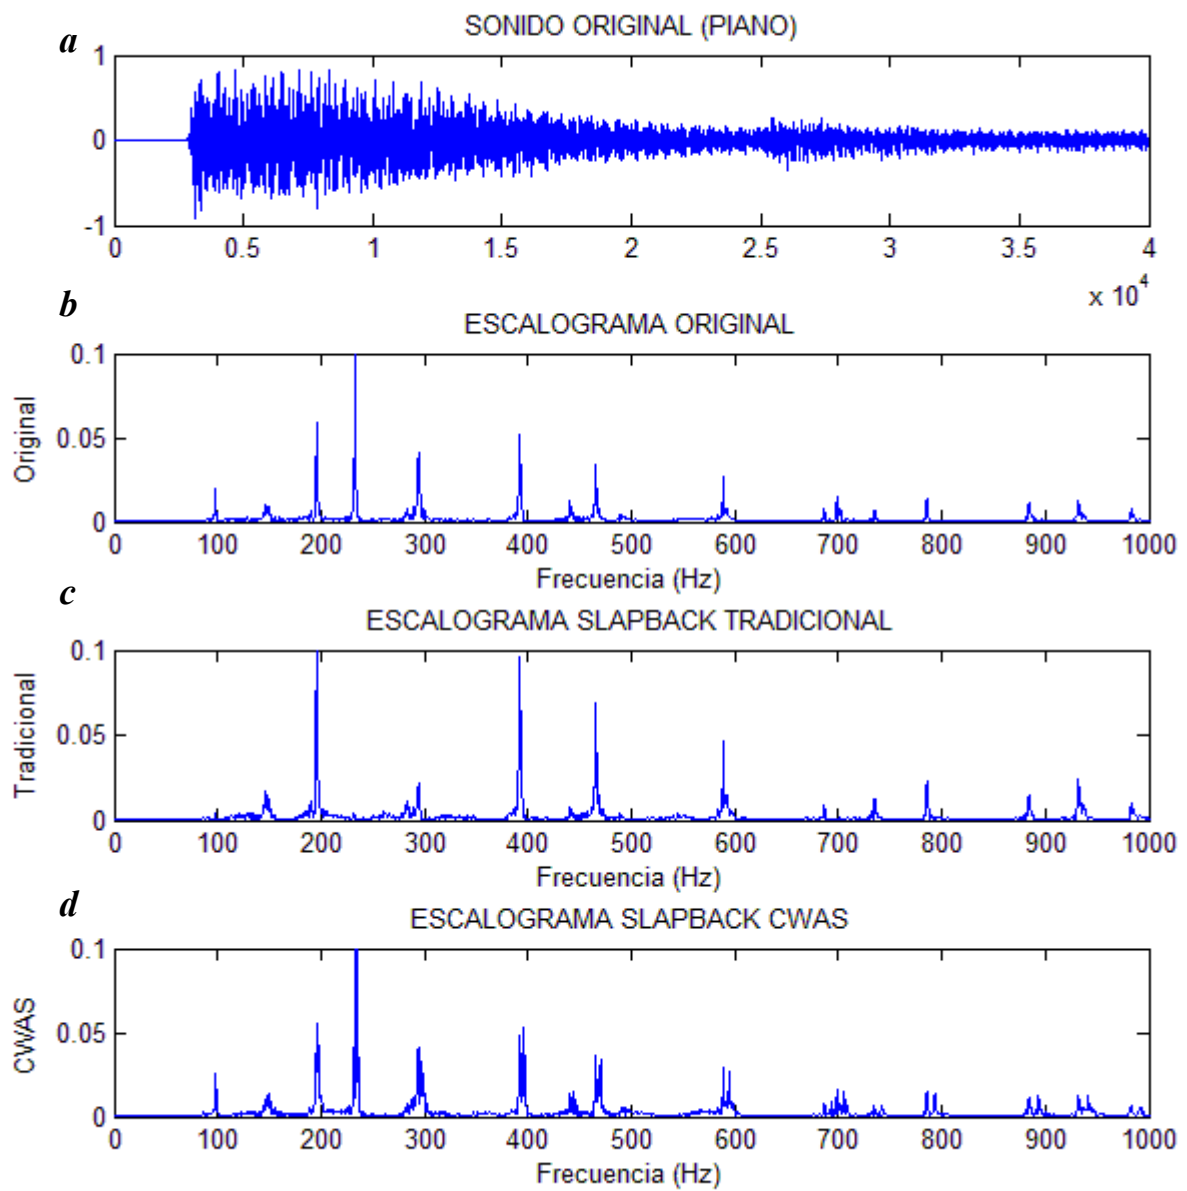 a
SONIDO ORIGINAL (PIANO)
1
0
-1
0 0.5 1 1.5 2 2.5 3 3.5 4
x 10^4
b
ESCALOGRAMA ORIGINAL
Original
0.1
0.05
0
0 100 200 300 400 500 600 700 800 900 1000
Frecuencia (Hz)
c
ESCALOGRAMA SLAPBACK TRADICIONAL
Tradicional
0.1
0.05
0
0 100 200 300 400 500 600 700 800 900 1000
Frecuencia (Hz)
d
ESCALOGRAMA SLAPBACK CWAS
CWAS
0.1
0.05
0
0 100 200 300 400 500 600 700 800 900 1000
Frecuencia (Hz)